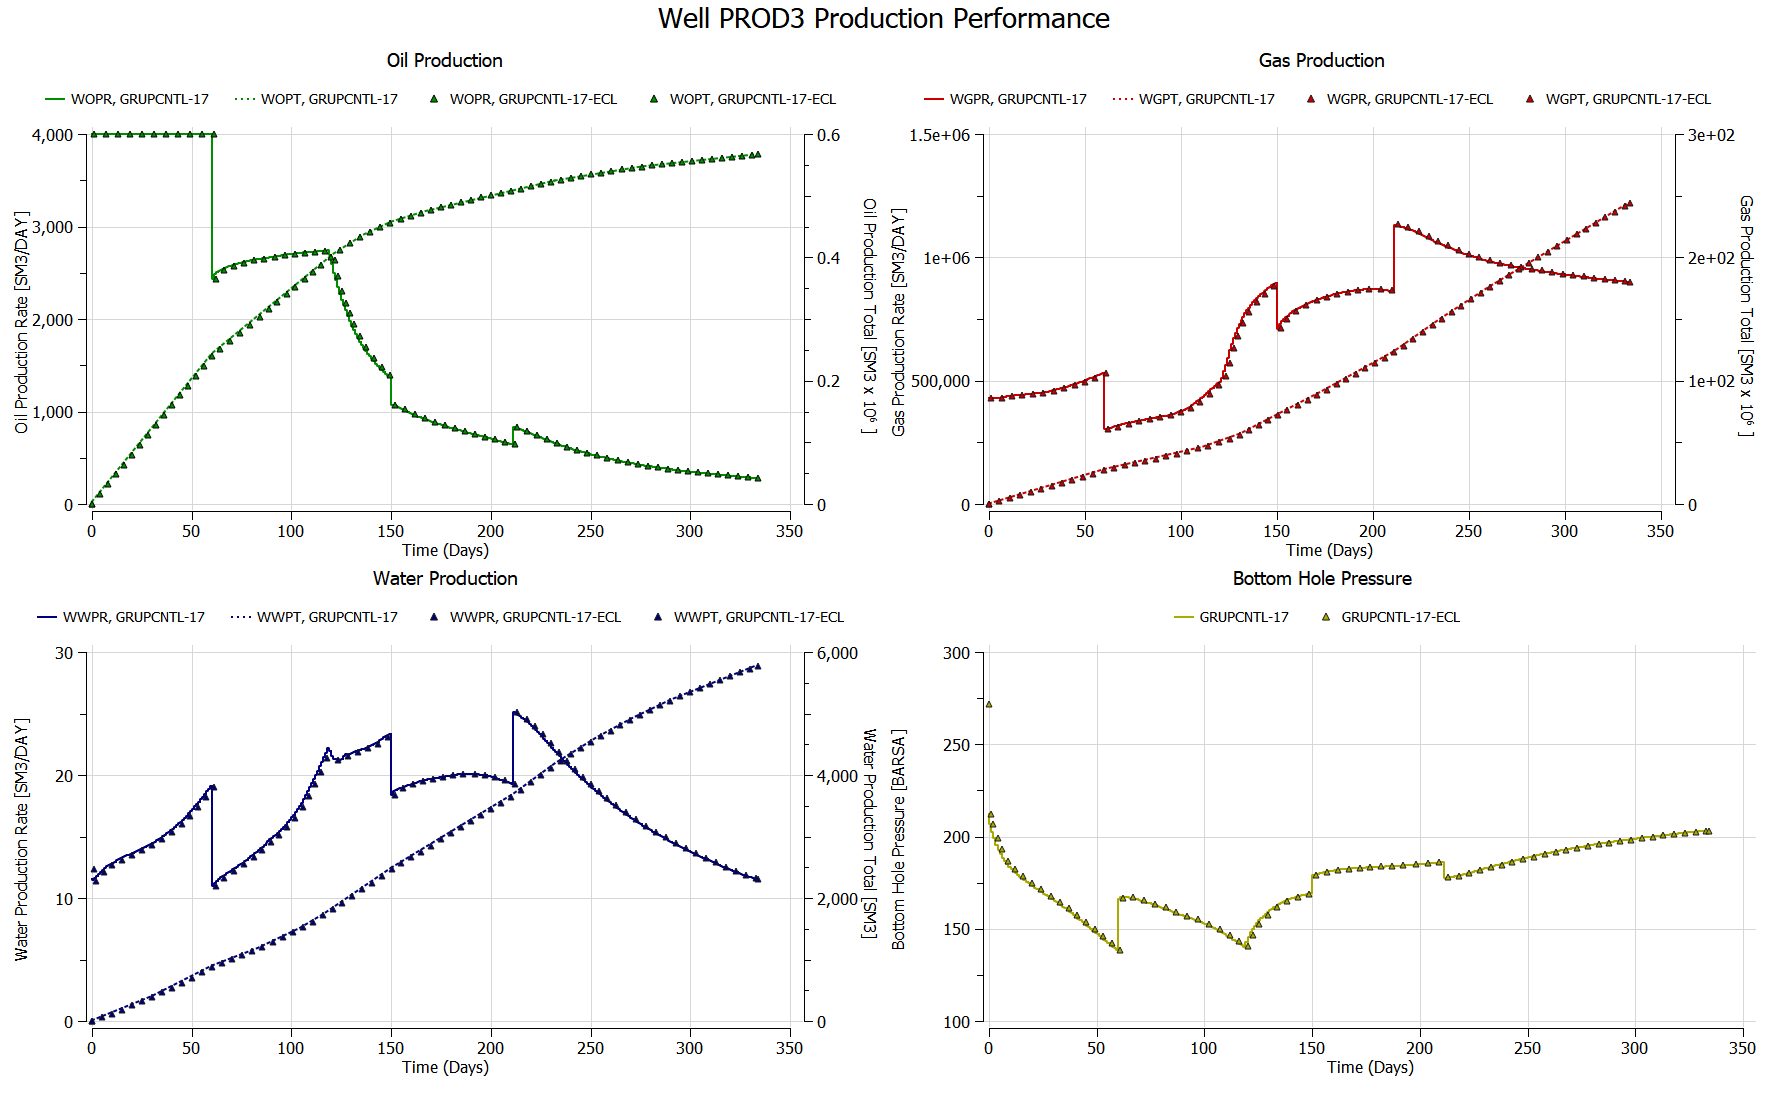 Well PROD3 Production Performance
Oil Production
WOPR, GRUPCNTL-17 WOPT, GRUPCNTL-17 WOPR, GRUPCNTL-17-ECL WOPT, GRUPCNTL-17-ECL
4,000
3,000
2,000
1,000
0
Oil Production Rate [SM3/DAY]
0.6
0.4
0.2
0
Oil Production Total [SM3 x 10⁶ ]
0 50 100 150 200 250 300 350
Time (Days)
Gas Production
WGPR, GRUPCNTL-17 WGPT, GRUPCNTL-17 WGPR, GRUPCNTL-17-ECL WGPT, GRUPCNTL-17-ECL
1.5e+06
1e+06
500,000
0
Gas Production Rate [SM3/DAY]
3e+02
2e+02
1e+02
0
Gas Production Total [SM3 x 10⁶ ]
0 50 100 150 200 250 300 350
Time (Days)
Water Production
WWPR, GRUPCNTL-17 WWPT, GRUPCNTL-17 WWPR, GRUPCNTL-17-ECL WWPT, GRUPCNTL-17-ECL
30
20
10
0
Water Production Rate [SM3/DAY]
6,000
4,000
2,000
0
Water Production Total [SM3]
0 50 100 150 200 250 300 350
Time (Days)
Bottom Hole Pressure
GRUPCNTL-17 GRUPCNTL-17-ECL
300
250
200
150
100
Bottom Hole Pressure [BARSA]
0 50 100 150 200 250 300 350
Time (Days)